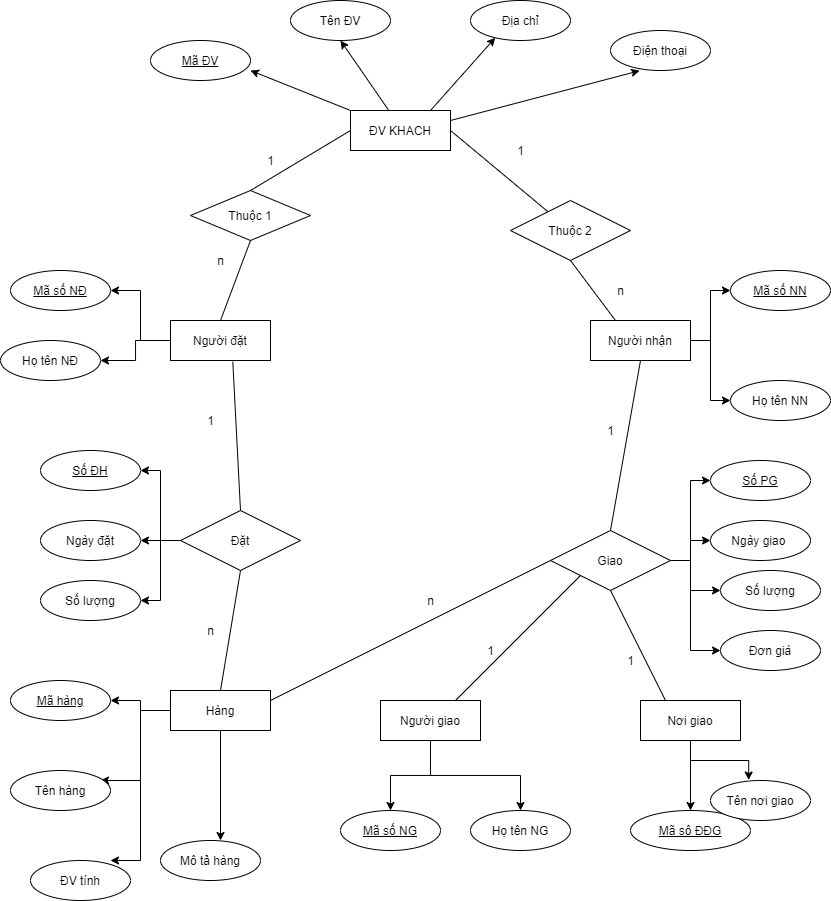 Tên ĐV
Địa chỉ
Mã ĐV
Điện thoại
ĐV KHACH
1
1
Thuộc 1
Thuộc 2
n
n
Mã số NĐ
Mã số NN
Người đặt
Người nhận
Họ tên NĐ
Họ tên NN
1
1
Số ĐH
Số PG
Ngày đặt
Đặt
Ngày giao
Giao
Số lượng
Số lượng
n
n
1
1
Đơn giá
Mã hàng
Hàng
Người giao
Nơi giao
Tên hàng
Tên nơi giao
Mã số NG
Họ tên NG
Mã sô ĐĐG
Mô tả hàng
ĐV tính